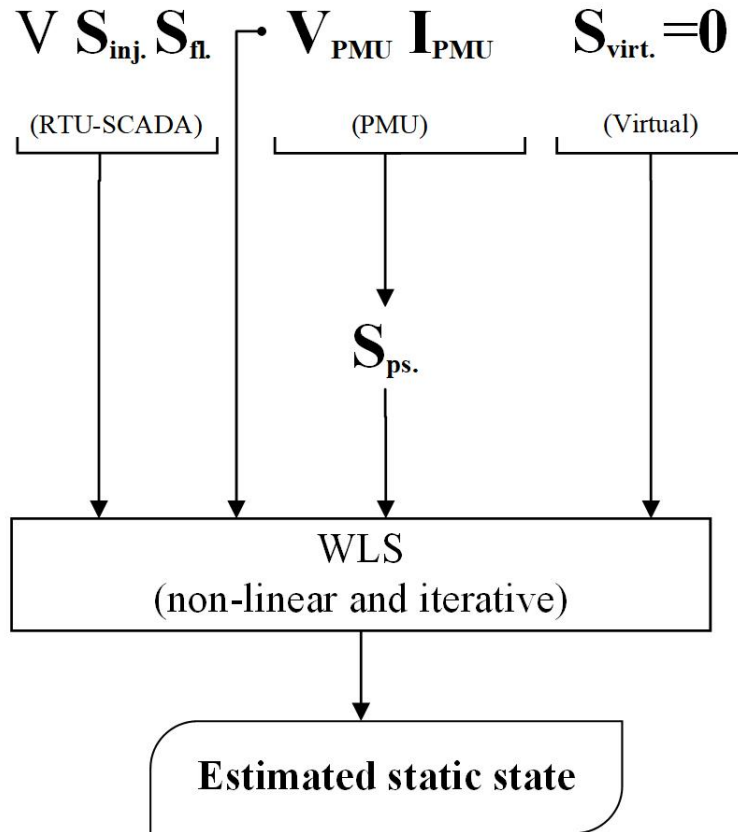 V S_inj. S_fl. V_PMU I_PMU S_virt. =0
(RTU-SCADA) (PMU) (Virtual)
S_ps.
WLS
(non-linear and iterative)
Estimated static state